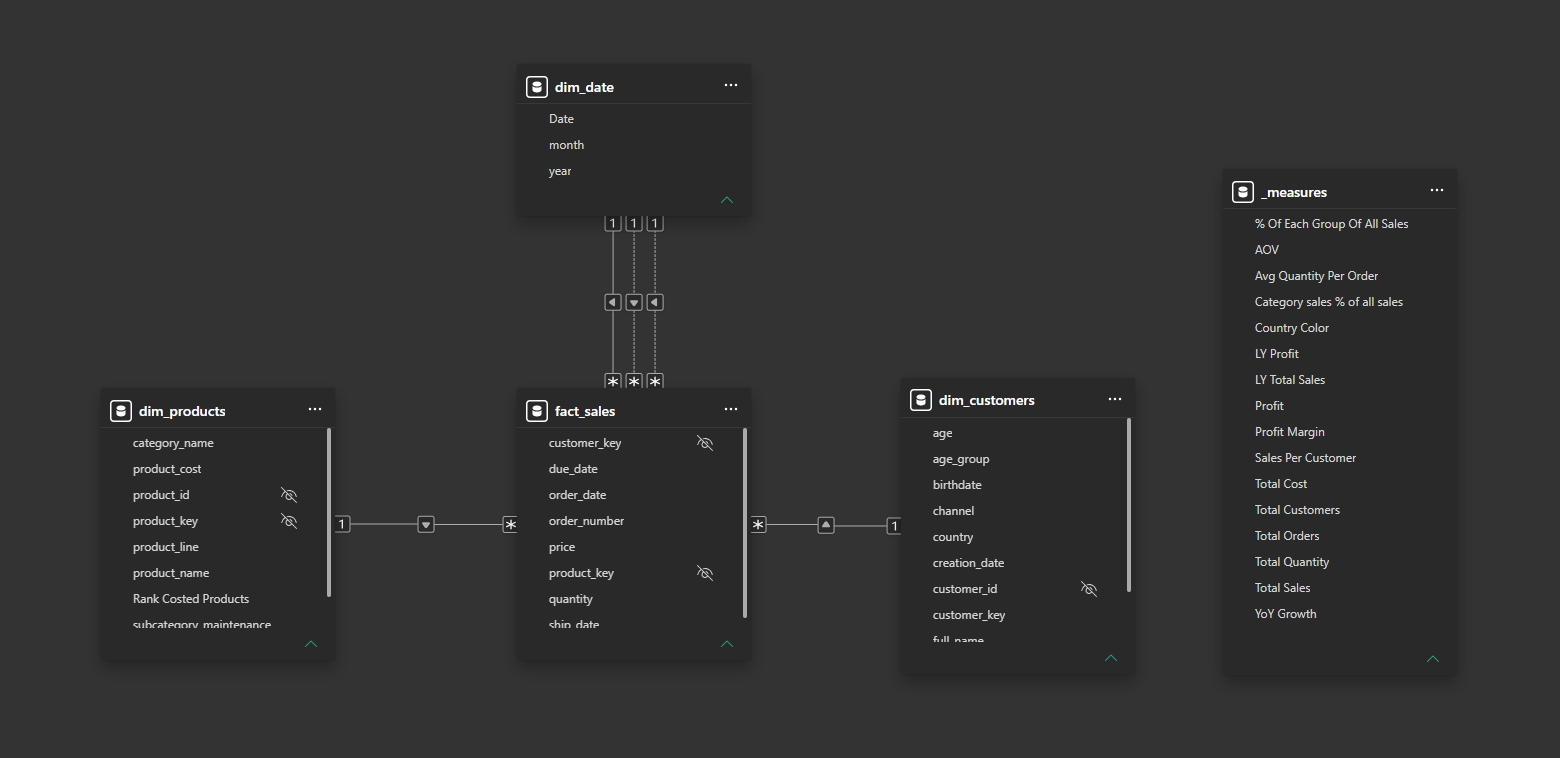 dim_date
Date
month
year
1 1 1
* * *
dim_products
category_name
product_cost
product_id
product_key
product_line
product_name
Rank Costed Products
subcategory_maintenance
1 *
fact_sales
customer_key
due_date
order_date
order_number
price
product_key
quantity
ship_date
* 1
dim_customers
age
age_group
birthdate
channel
country
creation_date
customer_id
customer_key
full_name
_measures
% Of Each Group Of All Sales
AOV
Avg Quantity Per Order
Category sales % of all sales
Country Color
LY Profit
LY Total Sales
Profit
Profit Margin
Sales Per Customer
Total Cost
Total Customers
Total Orders
Total Quantity
Total Sales
YoY Growth